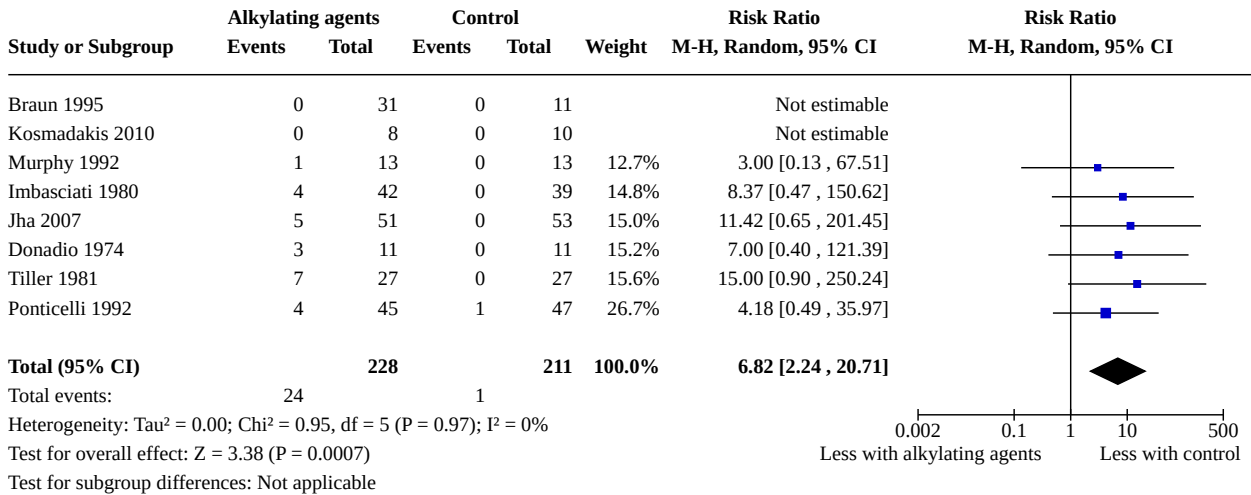 Alkylating agents Control Risk Ratio Risk Ratio
Study or Subgroup Events Total Events Total Weight M-H, Random, 95% CI M-H, Random, 95% CI
Braun 1995 0 31 0 11 Not estimable
Kosmadakis 2010 0 8 0 10 Not estimable
Murphy 1992 1 13 0 13 12.7% 3.00 [0.13 , 67.51]
Imbasciati 1980 4 42 0 39 14.8% 8.37 [0.47 , 150.62]
Jha 2007 5 51 0 53 15.0% 11.42 [0.65 , 201.45]
Donadio 1974 3 11 0 11 15.2% 7.00 [0.40 , 121.39]
Tiller 1981 7 27 0 27 15.6% 15.00 [0.90 , 250.24]
Ponticelli 1992 4 45 1 47 26.7% 4.18 [0.49 , 35.97]
Total (95% CI) 228 211 100.0% 6.82 [2.24 , 20.71]
Total events: 24 1
Heterogeneity: Tau² = 0.00; Chi² = 0.95, df = 5 (P = 0.97); I² = 0%
0.002 0.1 1 10 500
Test for overall effect: Z = 3.38 (P = 0.0007)
Less with alkylating agents Less with control
Test for subgroup differences: Not applicable